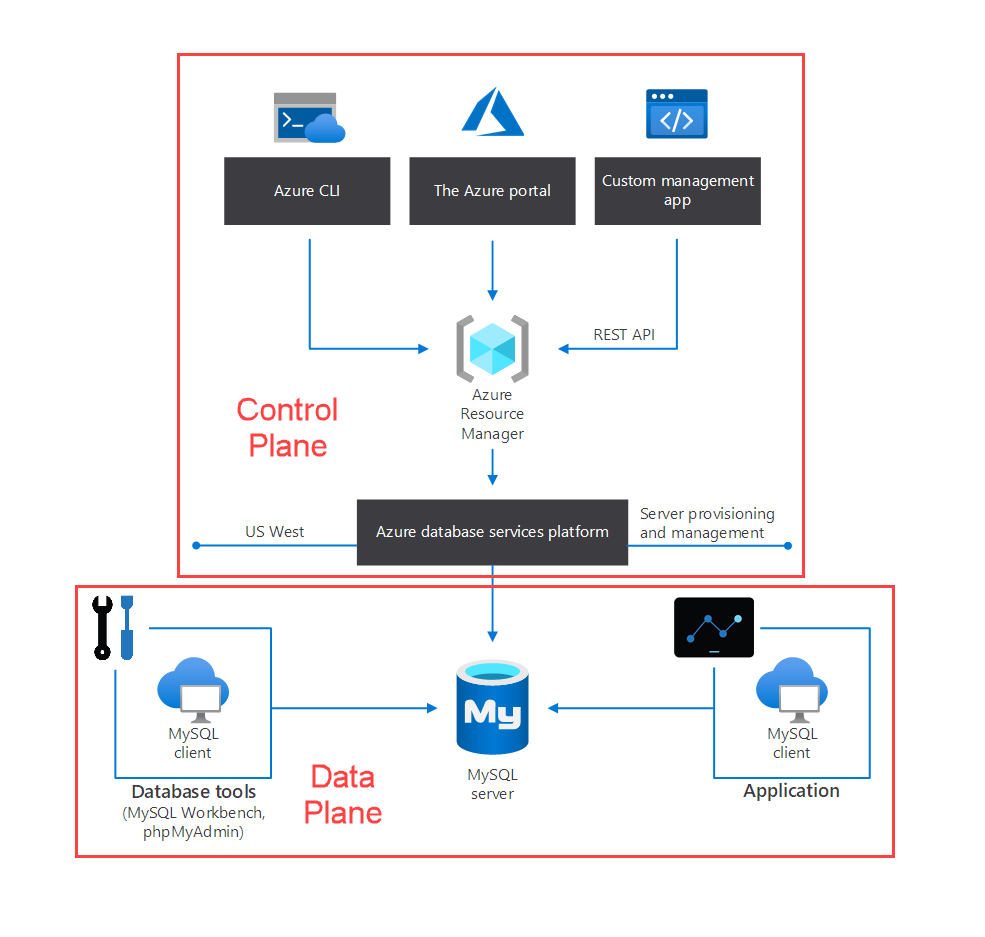 Azure CLI
The Azure portal
Custom management
app
REST API
Azure
Resource
Manager
Control
Plane
US West
Azure database services platform
Server provisioning
and management
MySQL
client
Database tools
(MySQL Workbench,
phpMyAdmin)
Data
Plane
My
MySQL
server
MySQL
client
Application